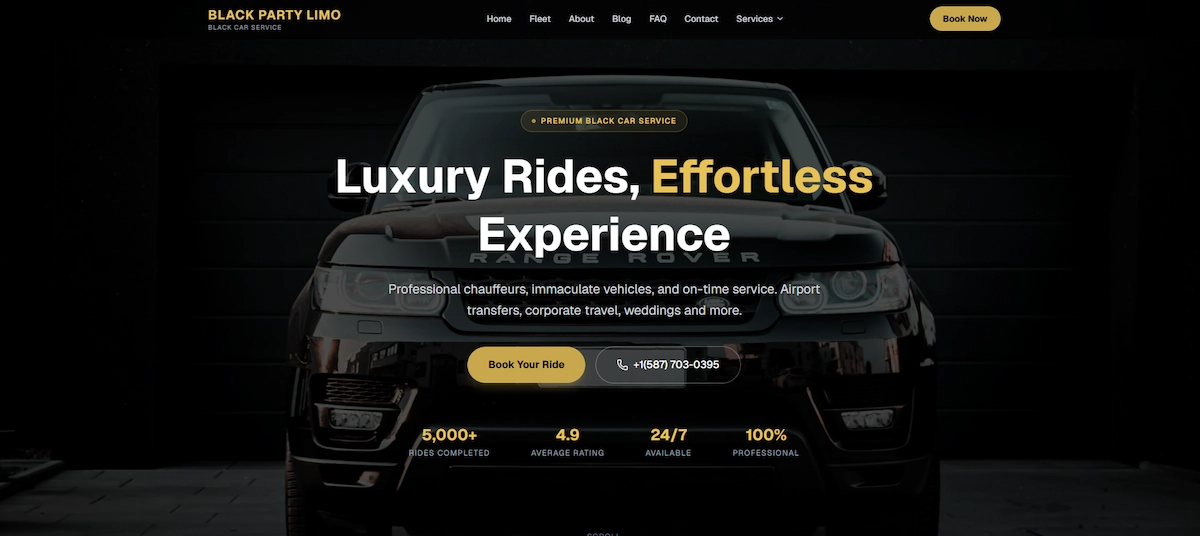 BLACK PARTY LIMO
BLACK CAR SERVICE
Home Fleet About Blog FAQ Contact Services
Book Now
PREMIUM BLACK CAR SERVICE
Luxury Rides, Effortless
Experience
RANGE ROVER
Professional chauffeurs, immaculate vehicles, and on-time service. Airport
transfers, corporate travel, weddings and more.
Book Your Ride
+1(587) 703-0395
5,000+ 4.9 24/7 100%
RIDES COMPLETED AVERAGE RATING AVAILABLE PROFESSIONAL
SCROLL